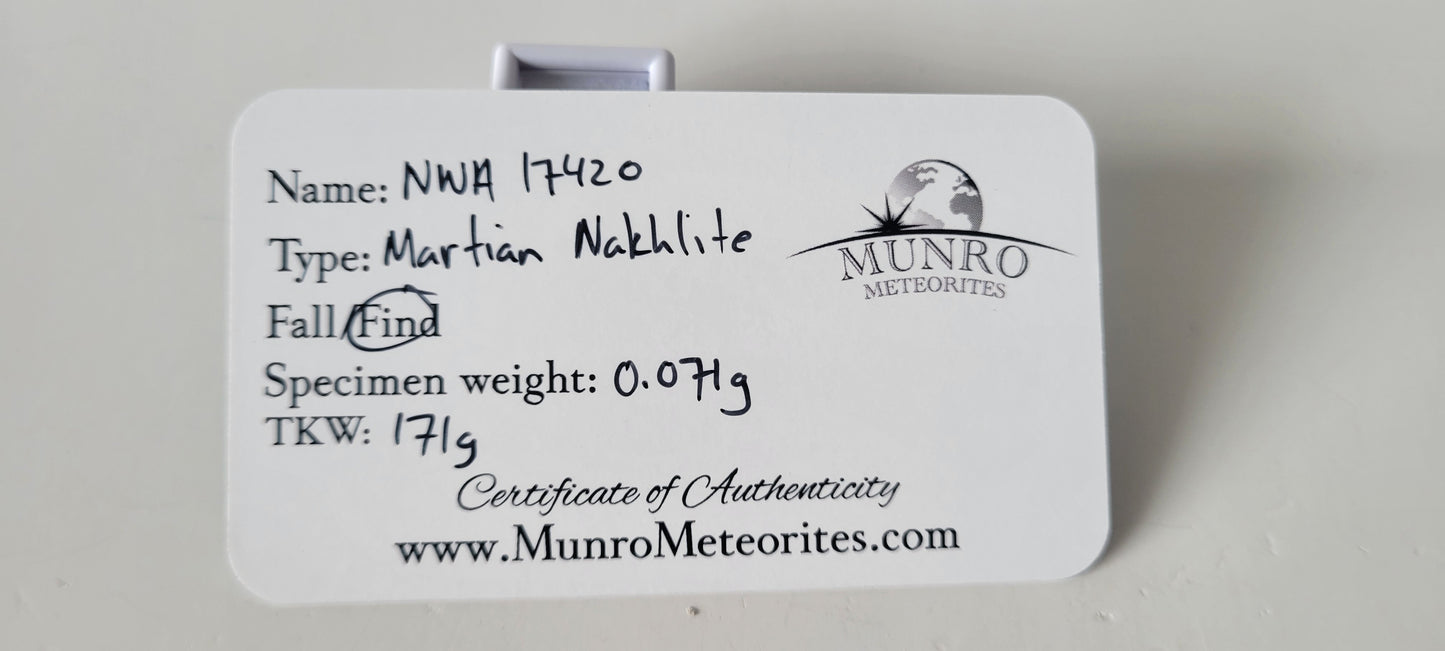 Name: NWA 17420
Type: Martian Nakhlite
MUNRO
METEORITES
Fall/Find
Specimen weight: 0.071g
TKW: 171g
Certificate of Authenticity
www.MunroMeteorites.com